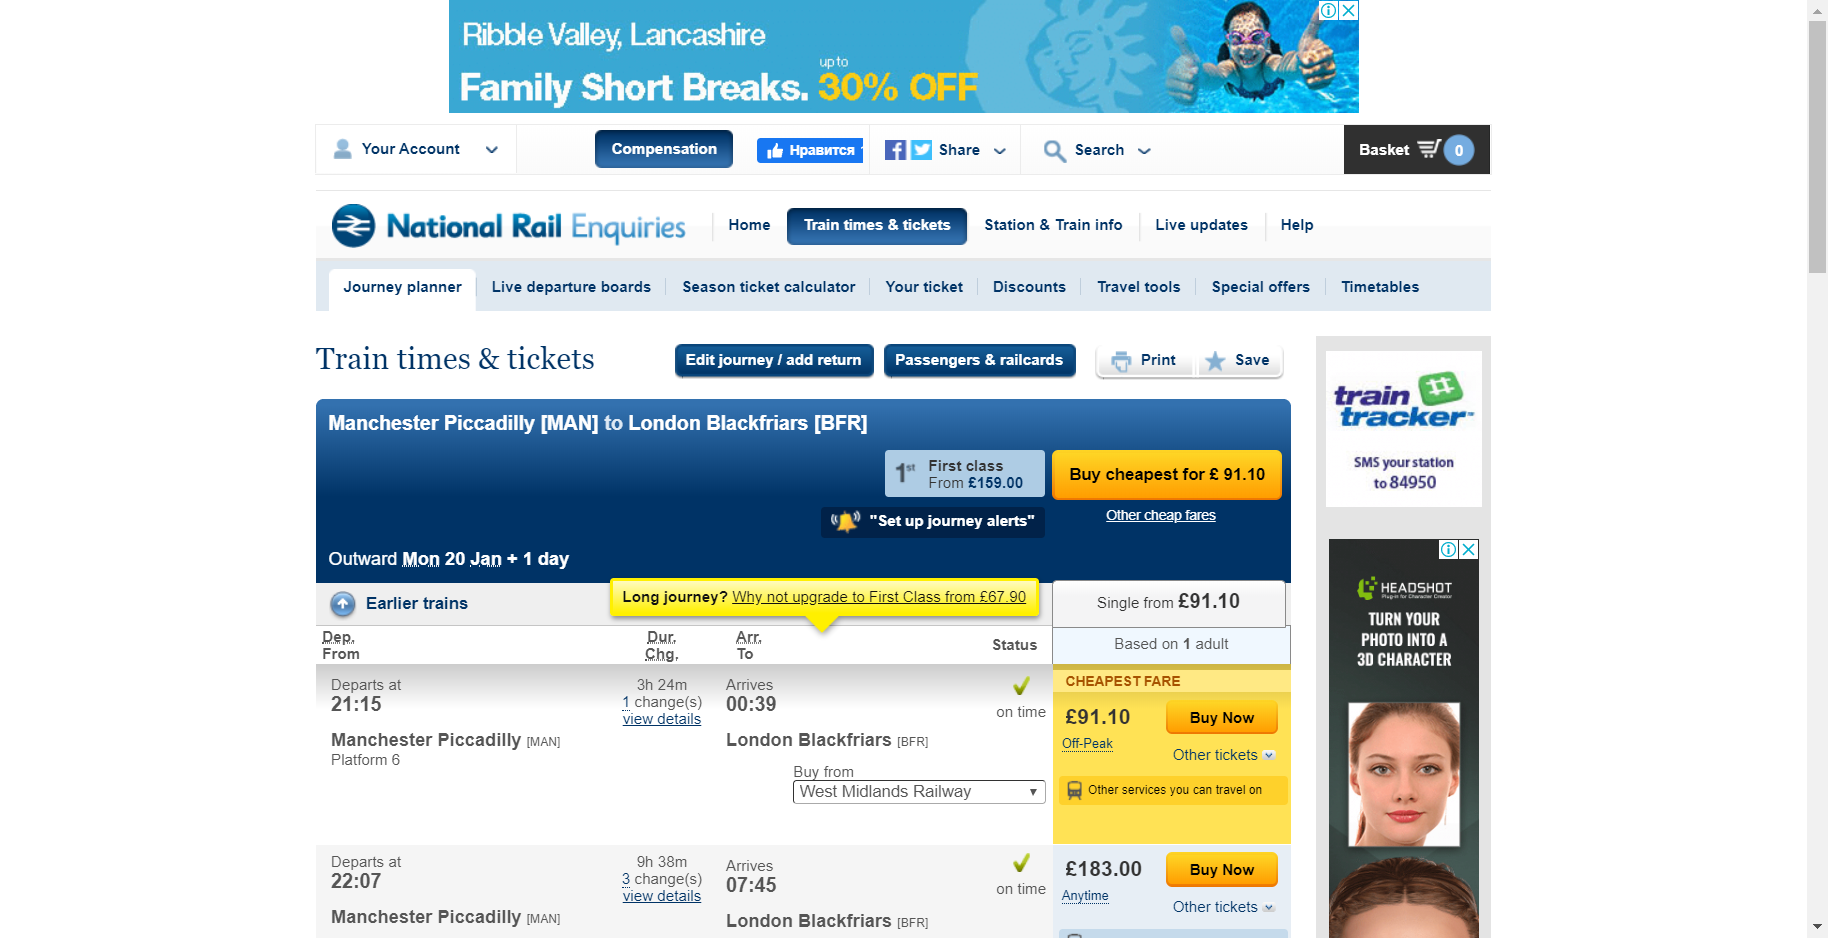 Ribble Valley, Lancashire
Family Short Breaks. up to 30% OFF
Your Account
Compensation
Нравится
Share
Search
Basket 0
National Rail Enquiries
Home
Train times & tickets
Station & Train info
Live updates
Help
Journey planner
Live departure boards
Season ticket calculator
Your ticket
Discounts
Travel tools
Special offers
Timetables
Train times & tickets
Edit journey / add return
Passengers & railcards
Print
Save
Manchester Piccadilly [MAN] to London Blackfriars [BFR]
1st
First class
From £159.00
Buy cheapest for £ 91.10
"Set up journey alerts"
Other cheap fares
Outward Mon 20 Jan + 1 day
Earlier trains
Long journey? Why not upgrade to First Class from £67.90
Single from £91.10
Dep.
From
Dur.
Chg.
Arr.
To
Status
Based on 1 adult
Departs at
21:15
Manchester Piccadilly [MAN]
Platform 6
3h 24m
1 change(s)
view details
Arrives
00:39
London Blackfriars [BFR]
Buy from
West Midlands Railway
on time
CHEAPEST FARE
£91.10
Buy Now
Off-Peak
Other tickets
Other services you can travel on
Departs at
22:07
Manchester Piccadilly [MAN]
9h 38m
3 change(s)
view details
Arrives
07:45
London Blackfriars [BFR]
on time
£183.00
Buy Now
Anytime
Other tickets
train
tracker™
SMS your station
to 84950
HEADSHOT
Plug-in for Character Creator
TURN YOUR
PHOTO INTO A
3D CHARACTER